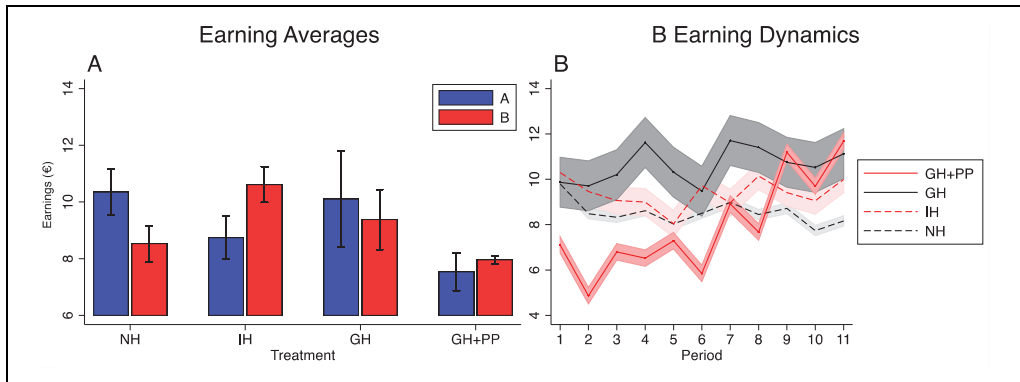 Earning Averages
B Earning Dynamics
A
B
14
12
10
8
6
Earnings (€)
A
B
NH
IH
GH
GH+PP
Treatment
14
12
10
8
6
4
1 2 3 4 5 6 7 8 9 10 11
Period
GH+PP
GH
IH
NH